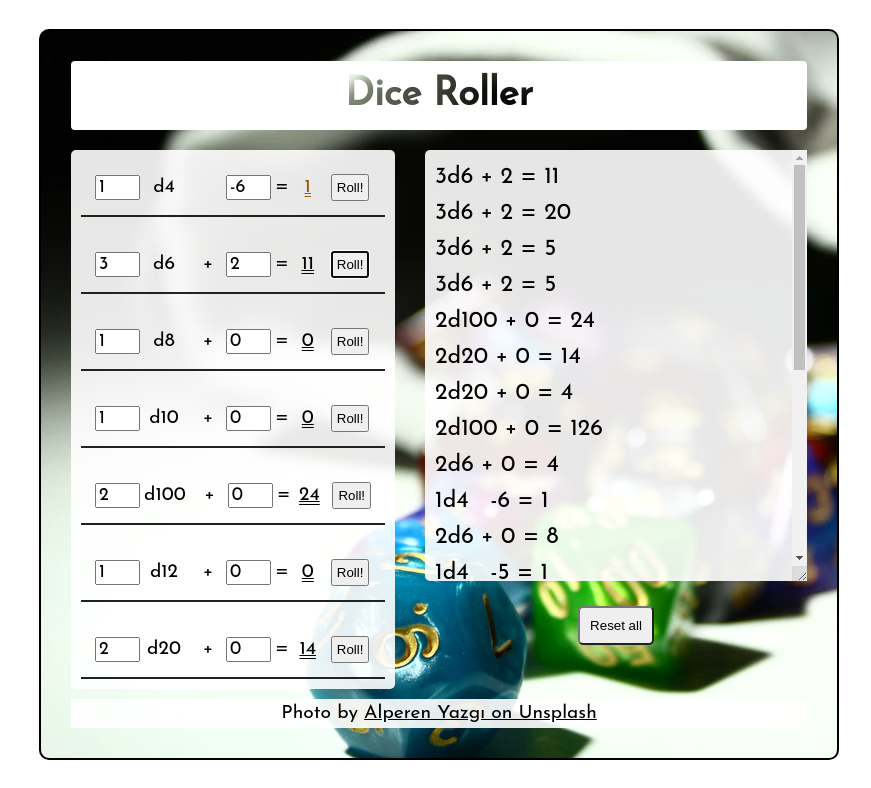 Dice Roller
1 d4 -6 = 1 Roll!
3 d6 + 2 = 11 Roll!
1 d8 + 0 = 0 Roll!
1 d10 + 0 = 0 Roll!
2 d100 + 0 = 24 Roll!
1 d12 + 0 = 0 Roll!
2 d20 + 0 = 14 Roll!
3d6 + 2 = 11
3d6 + 2 = 20
3d6 + 2 = 5
3d6 + 2 = 5
2d100 + 0 = 24
2d20 + 0 = 14
2d20 + 0 = 4
2d100 + 0 = 126
2d6 + 0 = 4
1d4 -6 = 1
2d6 + 0 = 8
1d4 -5 = 1
Reset all
Photo by Alperen Yazgı on Unsplash